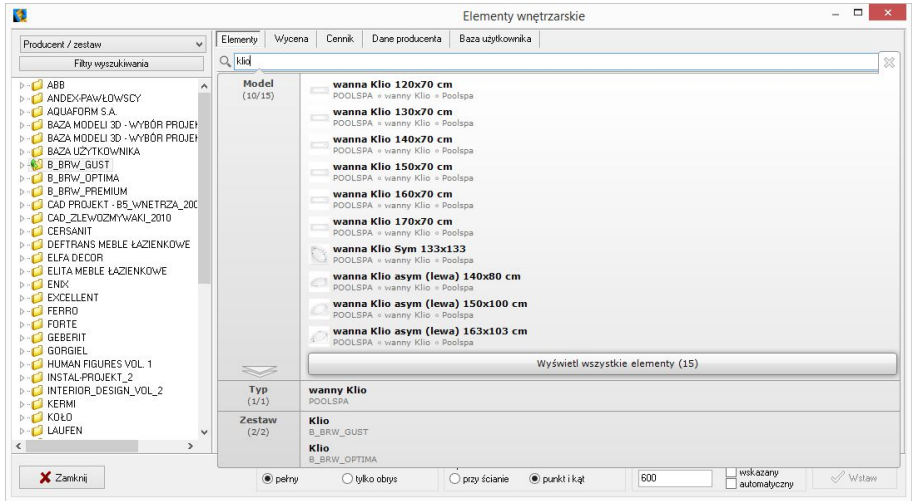 Elementy wnętrzarskie
Producent / zestaw
Filtry wyszukiwania
ABB
ANDEX-PAWŁOWSCY
AQUAFORM S.A.
BAZA MODELI 3D - WYBÓR PROJEK
BAZA MODELI 3D - WYBÓR PROJEK
BAZA UŻYTKOWNIKA
B_BRW_GUST
B_BRW_OPTIMA
B_BRW_PREMIUM
CAD PROJEKT - B5_WNETRZA_200
CAD_ZLEWOZMYWAKI_2010
CERSANIT
DEFTRANS MEBLE ŁAZIENKOWE
ELFA DECOR
ELITA MEBLE ŁAZIENKOWE
ENIX
EXCELLENT
FERRO
FORTE
GEBERIT
GORGIEL
HUMAN FIGURES VOL. 1
INSTAL-PROJEKT_2
INTERIOR_DESIGN_VOL_2
KERMI
KOŁO
LAUFEN
Elementy Wycena Cennik Dane producenta Baza użytkownika
klio
Model
(10/15)
wanna Klio 120x70 cm
POOLSPA » wanny Klio » Poolspa
wanna Klio 130x70 cm
POOLSPA » wanny Klio » Poolspa
wanna Klio 140x70 cm
POOLSPA » wanny Klio » Poolspa
wanna Klio 150x70 cm
POOLSPA » wanny Klio » Poolspa
wanna Klio 160x70 cm
POOLSPA » wanny Klio » Poolspa
wanna Klio 170x70 cm
POOLSPA » wanny Klio » Poolspa
wanna Klio Sym 133x133
POOLSPA » wanny Klio » Poolspa
wanna Klio asym (lewa) 140x80 cm
POOLSPA » wanny Klio » Poolspa
wanna Klio asym (lewa) 150x100 cm
POOLSPA » wanny Klio » Poolspa
wanna Klio asym (lewa) 163x103 cm
POOLSPA » wanny Klio » Poolspa
Wyświetl wszystkie elementy (15)
Typ
(1/1)
wanny Klio
POOLSPA
Zestaw
(2/2)
Klio
B_BRW_GUST
Klio
B_BRW_OPTIMA
Zamknij
pełny tylko obrys przy ścianie punkt i kąt 600
wskazany
automatyczny
Wstaw